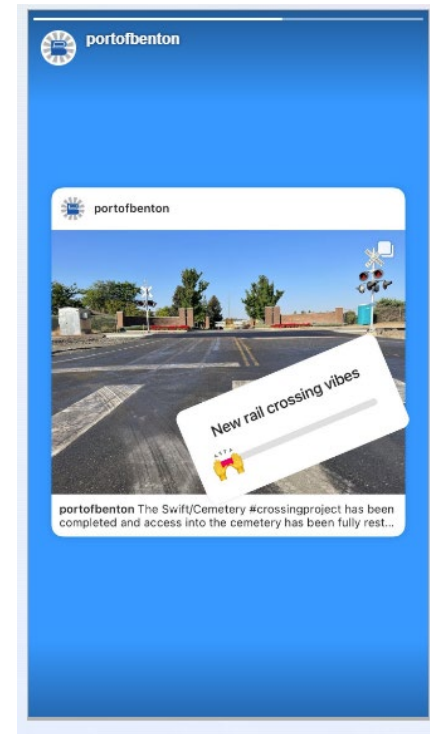 portofbenton
portofbenton
New rail crossing vibes
portofbenton The Swift/Cemetery #crossingproject has been
completed and access into the cemetery has been fully rest...